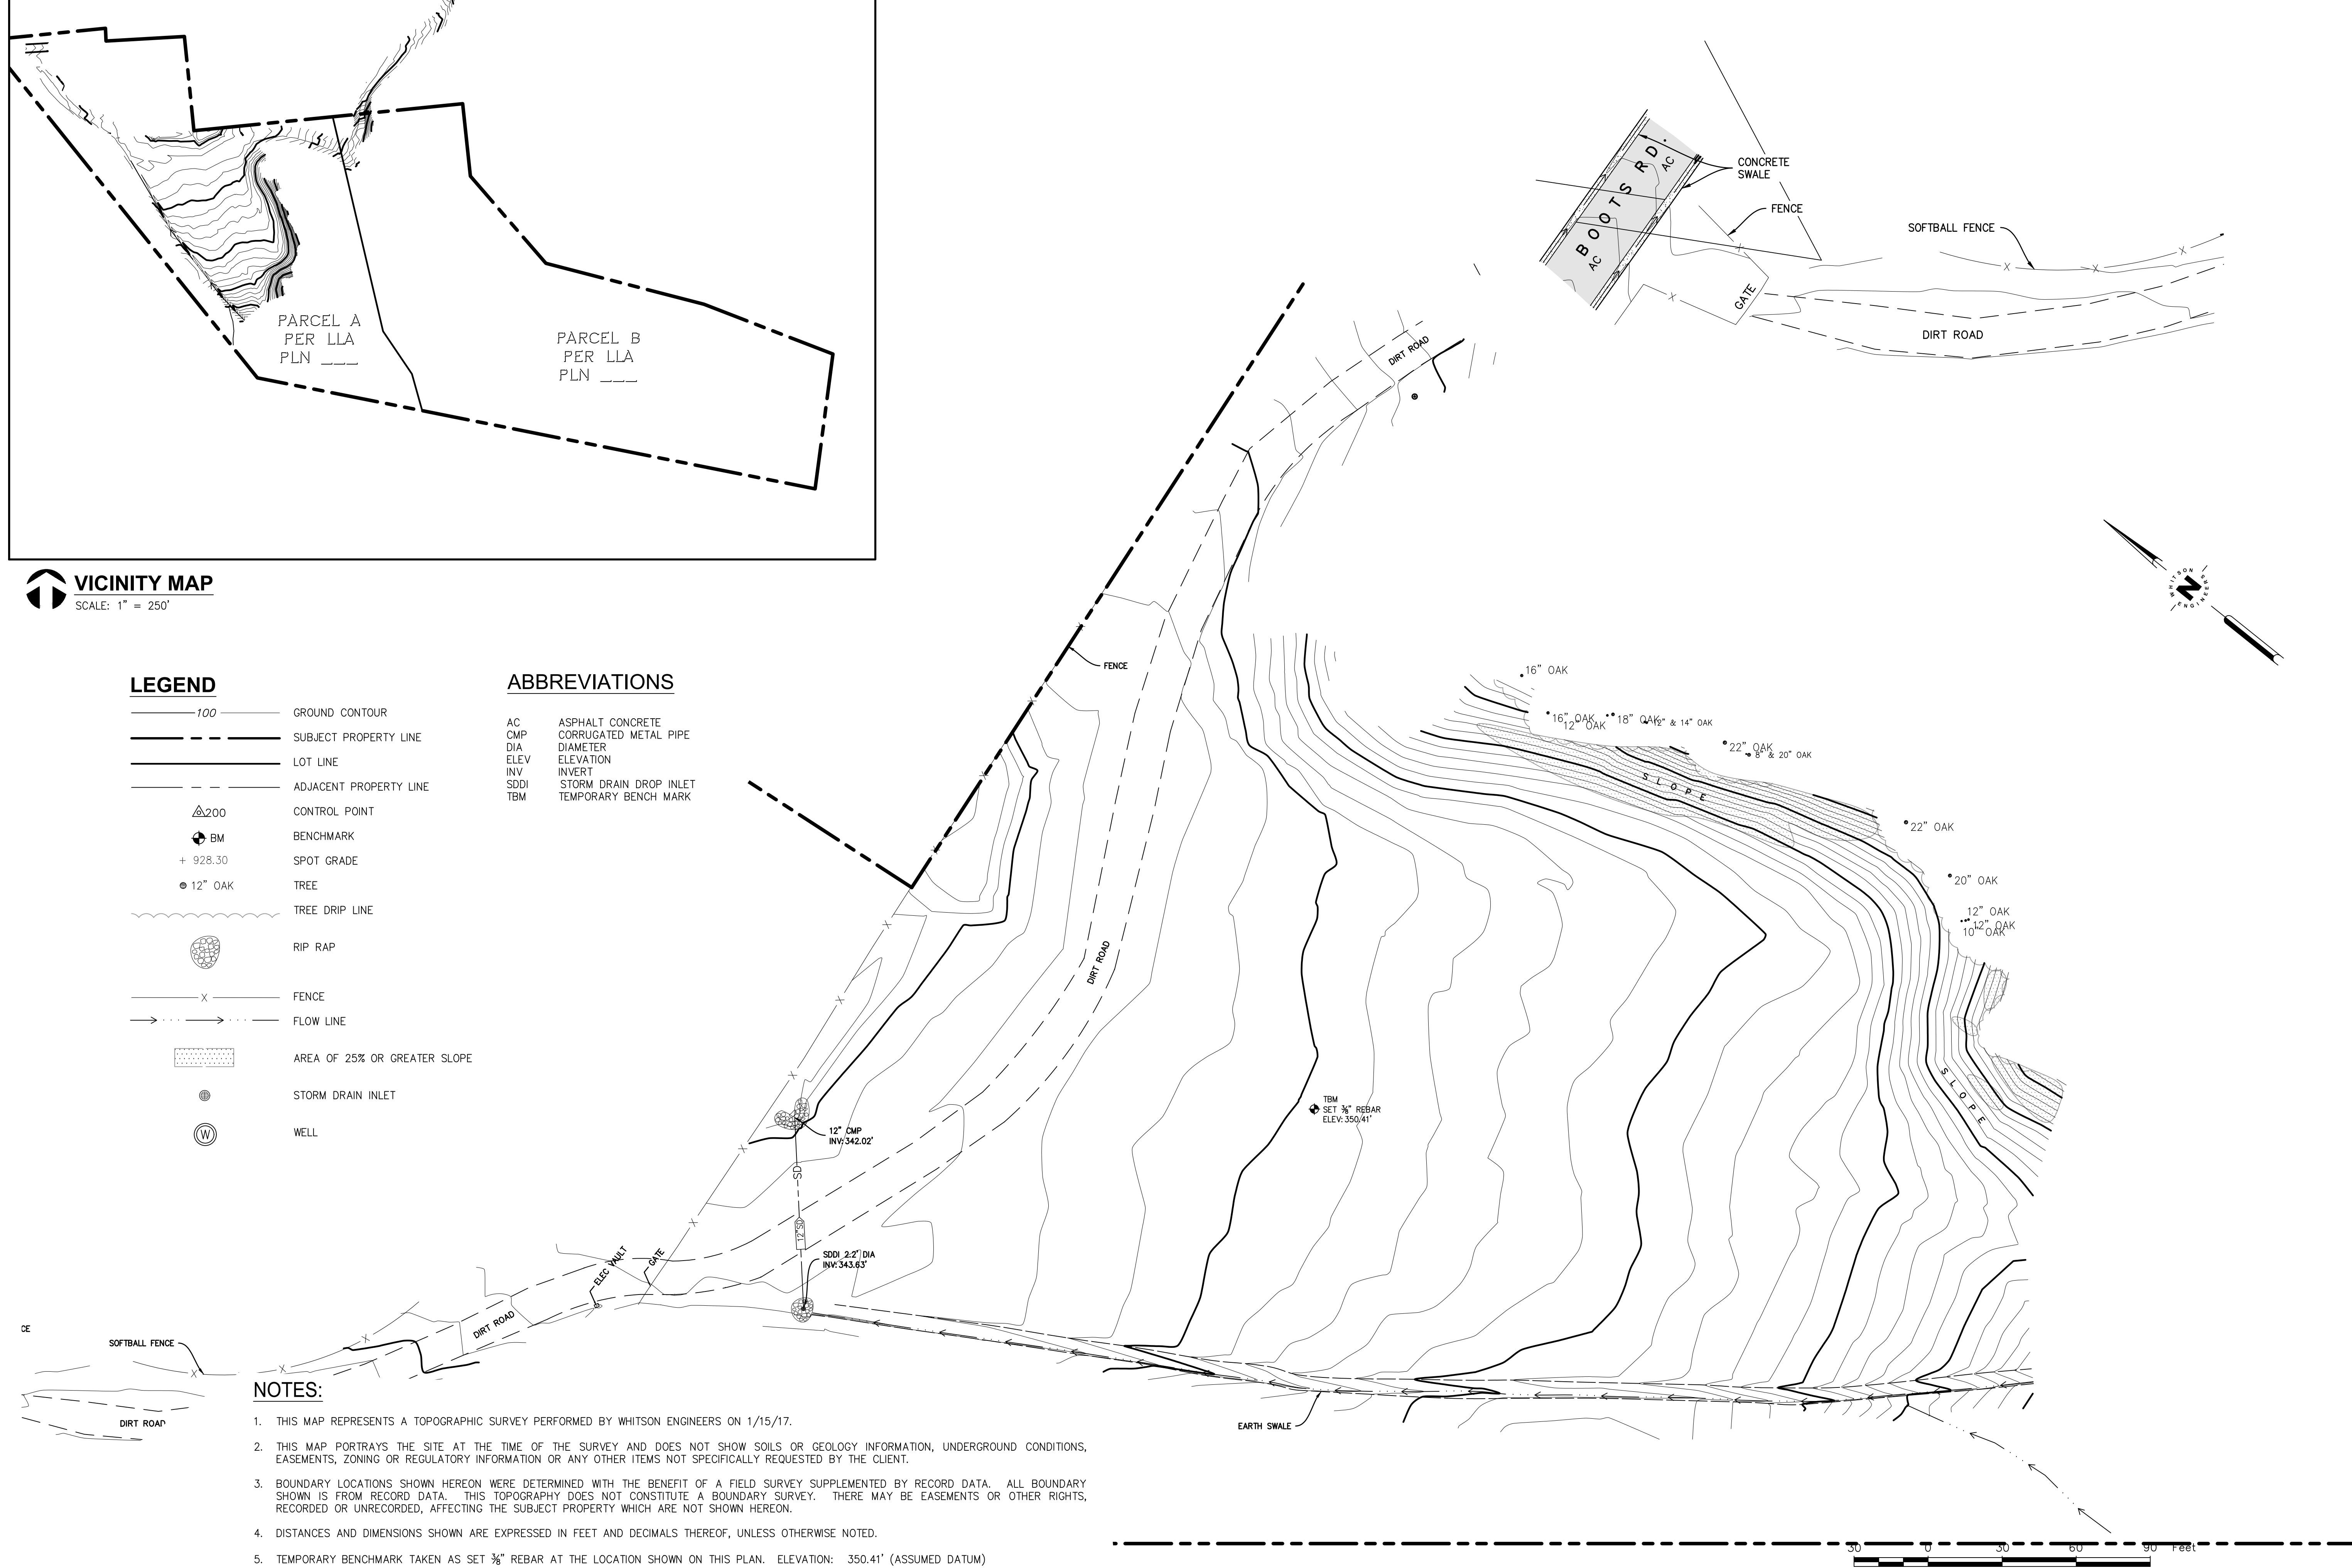 PARCEL A
PER LLA
PLN ___
PARCEL B
PER LLA
PLN ___
VICINITY MAP
SCALE: 1" = 250'
LEGEND
100 GROUND CONTOUR
SUBJECT PROPERTY LINE
LOT LINE
ADJACENT PROPERTY LINE
200 CONTROL POINT
BM BENCHMARK
+ 928.30 SPOT GRADE
12" OAK TREE
TREE DRIP LINE
RIP RAP
X FENCE
FLOW LINE
AREA OF 25% OR GREATER SLOPE
STORM DRAIN INLET
W WELL
ABBREVIATIONS
AC ASPHALT CONCRETE
CMP CORRUGATED METAL PIPE
DIA DIAMETER
ELEV ELEVATION
INV INVERT
SDDI STORM DRAIN DROP INLET
TBM TEMPORARY BENCH MARK
BOOTS RD.
AC
AC
CONCRETE
SWALE
FENCE
GATE
SOFTBALL FENCE
DIRT ROAD
DIRT ROAD
WHITSON ENGINEERS
N
FENCE
16" OAK
16" OAK
12" OAK
18" OAK
12" & 14" OAK
22" OAK
8" & 20" OAK
SLOPE
22" OAK
20" OAK
12" OAK
12" OAK
10" OAK
SLOPE
DIRT ROAD
TBM
SET ⅜" REBAR
ELEV: 350.41'
12" CMP
INV: 342.02'
SD
12" SD
SDDI 2.2' DIA
INV: 343.63'
ELEC VAULT
GATE
DIRT ROAD
CE
SOFTBALL FENCE
DIRT ROAD
EARTH SWALE
NOTES:
1. THIS MAP REPRESENTS A TOPOGRAPHIC SURVEY PERFORMED BY WHITSON ENGINEERS ON 1/15/17.
2. THIS MAP PORTRAYS THE SITE AT THE TIME OF THE SURVEY AND DOES NOT SHOW SOILS OR GEOLOGY INFORMATION, UNDERGROUND CONDITIONS,
EASEMENTS, ZONING OR REGULATORY INFORMATION OR ANY OTHER ITEMS NOT SPECIFICALLY REQUESTED BY THE CLIENT.
3. BOUNDARY LOCATIONS SHOWN HEREON WERE DETERMINED WITH THE BENEFIT OF A FIELD SURVEY SUPPLEMENTED BY RECORD DATA. ALL BOUNDARY
SHOWN IS FROM RECORD DATA. THIS TOPOGRAPHY DOES NOT CONSTITUTE A BOUNDARY SURVEY. THERE MAY BE EASEMENTS OR OTHER RIGHTS,
RECORDED OR UNRECORDED, AFFECTING THE SUBJECT PROPERTY WHICH ARE NOT SHOWN HEREON.
4. DISTANCES AND DIMENSIONS SHOWN ARE EXPRESSED IN FEET AND DECIMALS THEREOF, UNLESS OTHERWISE NOTED.
5. TEMPORARY BENCHMARK TAKEN AS SET ⅜" REBAR AT THE LOCATION SHOWN ON THIS PLAN. ELEVATION: 350.41' (ASSUMED DATUM)
30 0 30 60 90 Feet